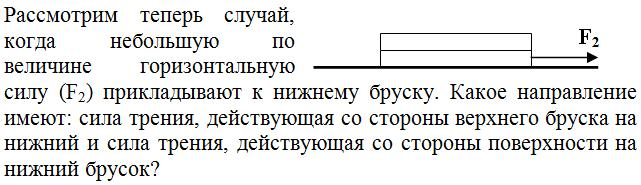 Рассмотрим теперь случай,
когда небольшую по
величине горизонтальную
F₂
силу (F₂) прикладывают к нижнему бруску. Какое направление
имеют: сила трения, действующая со стороны верхнего бруска на
нижний и сила трения, действующая со стороны поверхности на
нижний брусок?